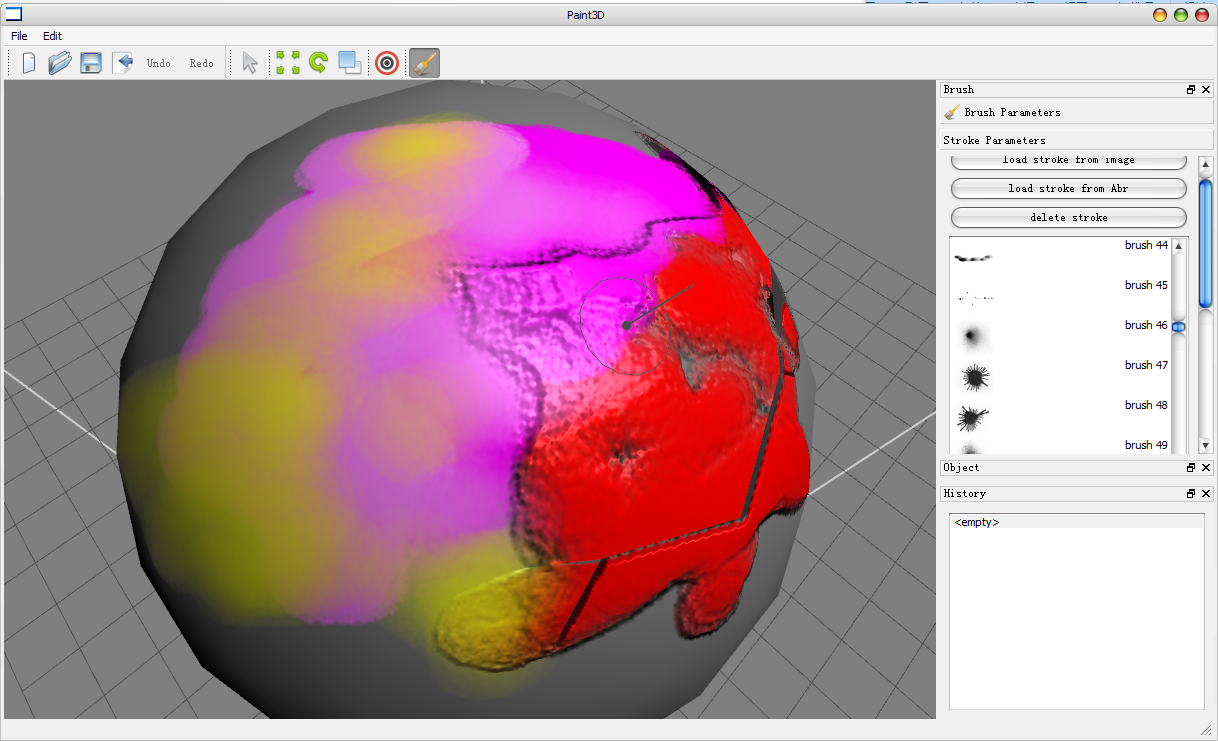 Paint3D
File Edit
Undo Redo
Brush
Brush Parameters
Stroke Parameters
load stroke from image
load stroke from Abr
delete stroke
brush 44
brush 45
brush 46
brush 47
brush 48
brush 49
Object
History
<empty>